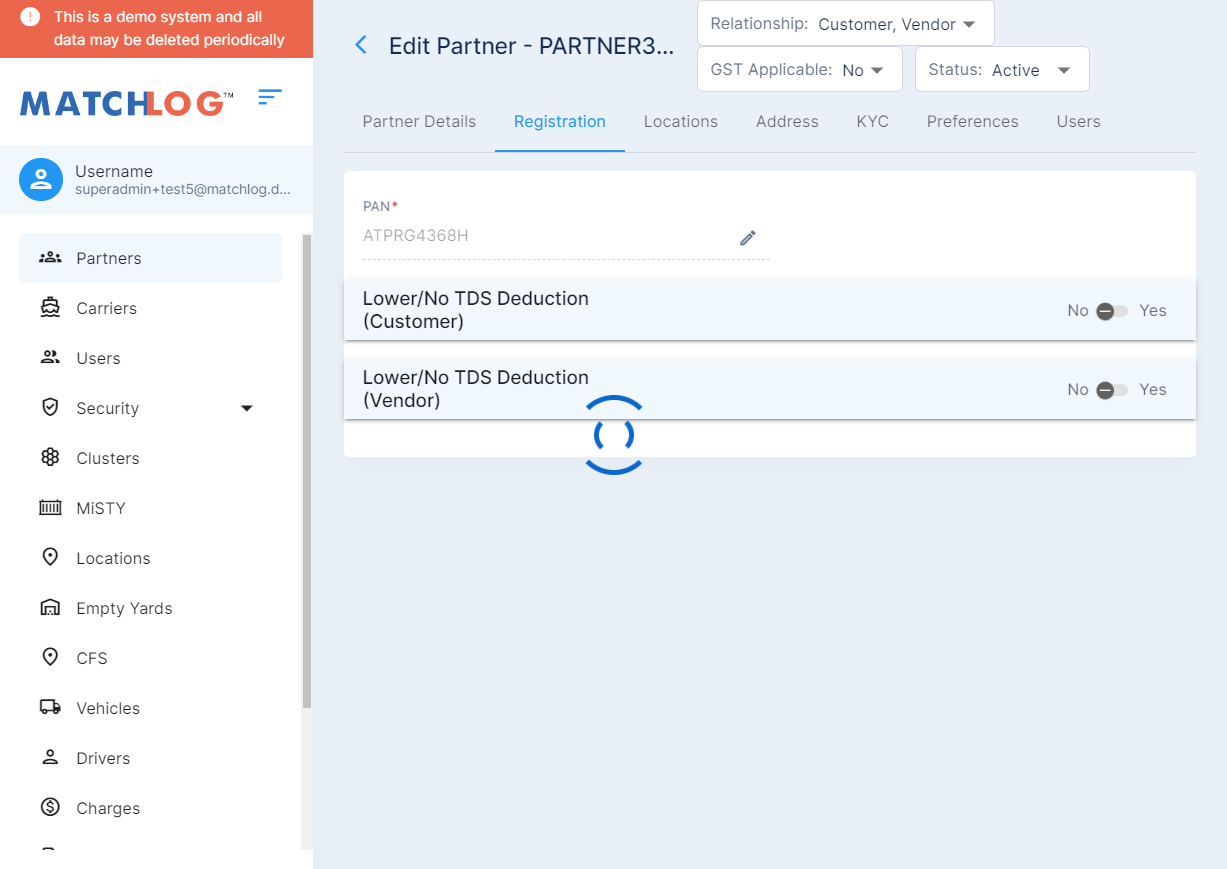 This is a demo system and all
data may be deleted periodically
MATCHLOG™
Username
superadmin+test5@matchlog.d...
Partners
Carriers
Users
Security
Clusters
MiSTY
Locations
Empty Yards
CFS
Vehicles
Drivers
Charges
Edit Partner - PARTNER3...
Relationship: Customer, Vendor
GST Applicable: No
Status: Active
Partner Details
Registration
Locations
Address
KYC
Preferences
Users
PAN*
ATPRG4368H
Lower/No TDS Deduction
(Customer)
No
Yes
Lower/No TDS Deduction
(Vendor)
No
Yes